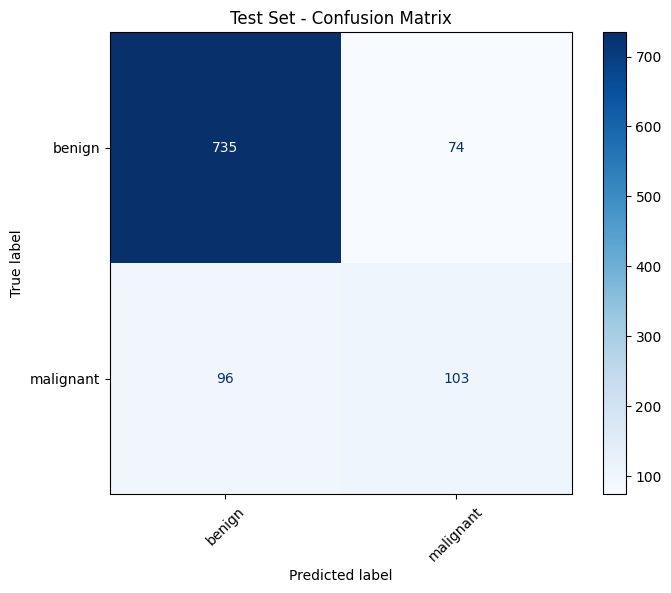 Test Set - Confusion Matrix
True label
benign
malignant
735
74
96
103
benign
malignant
Predicted label
700
600
500
400
300
200
100